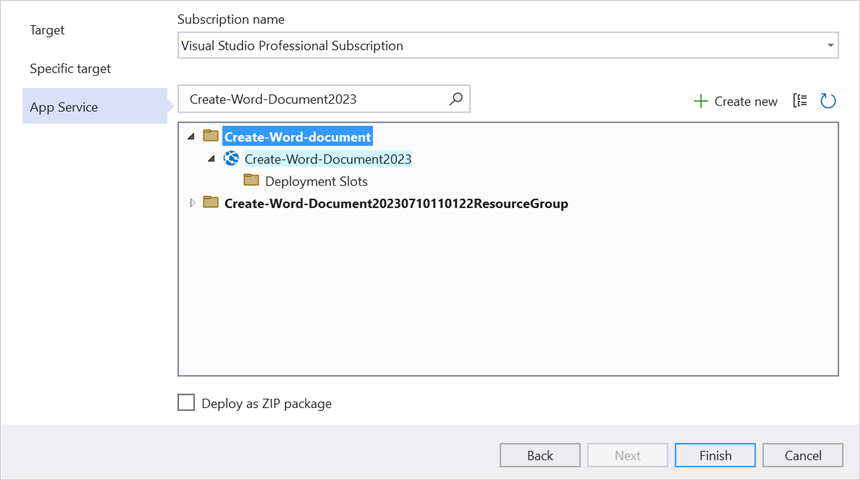 Target
Specific target
App Service
Subscription name
Visual Studio Professional Subscription
Create-Word-Document2023
Create new
Create-Word-document
Create-Word-Document2023
Deployment Slots
Create-Word-Document20230710110122ResourceGroup
Deploy as ZIP package
Back
Next
Finish
Cancel